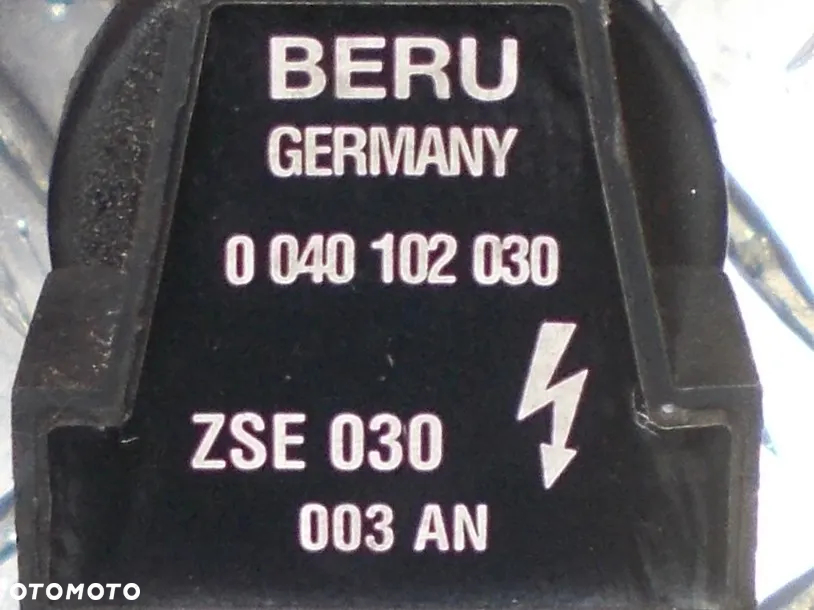 BERU
GERMANY
0 040 102 030
ZSE 030
003 AN
OTOMOTO